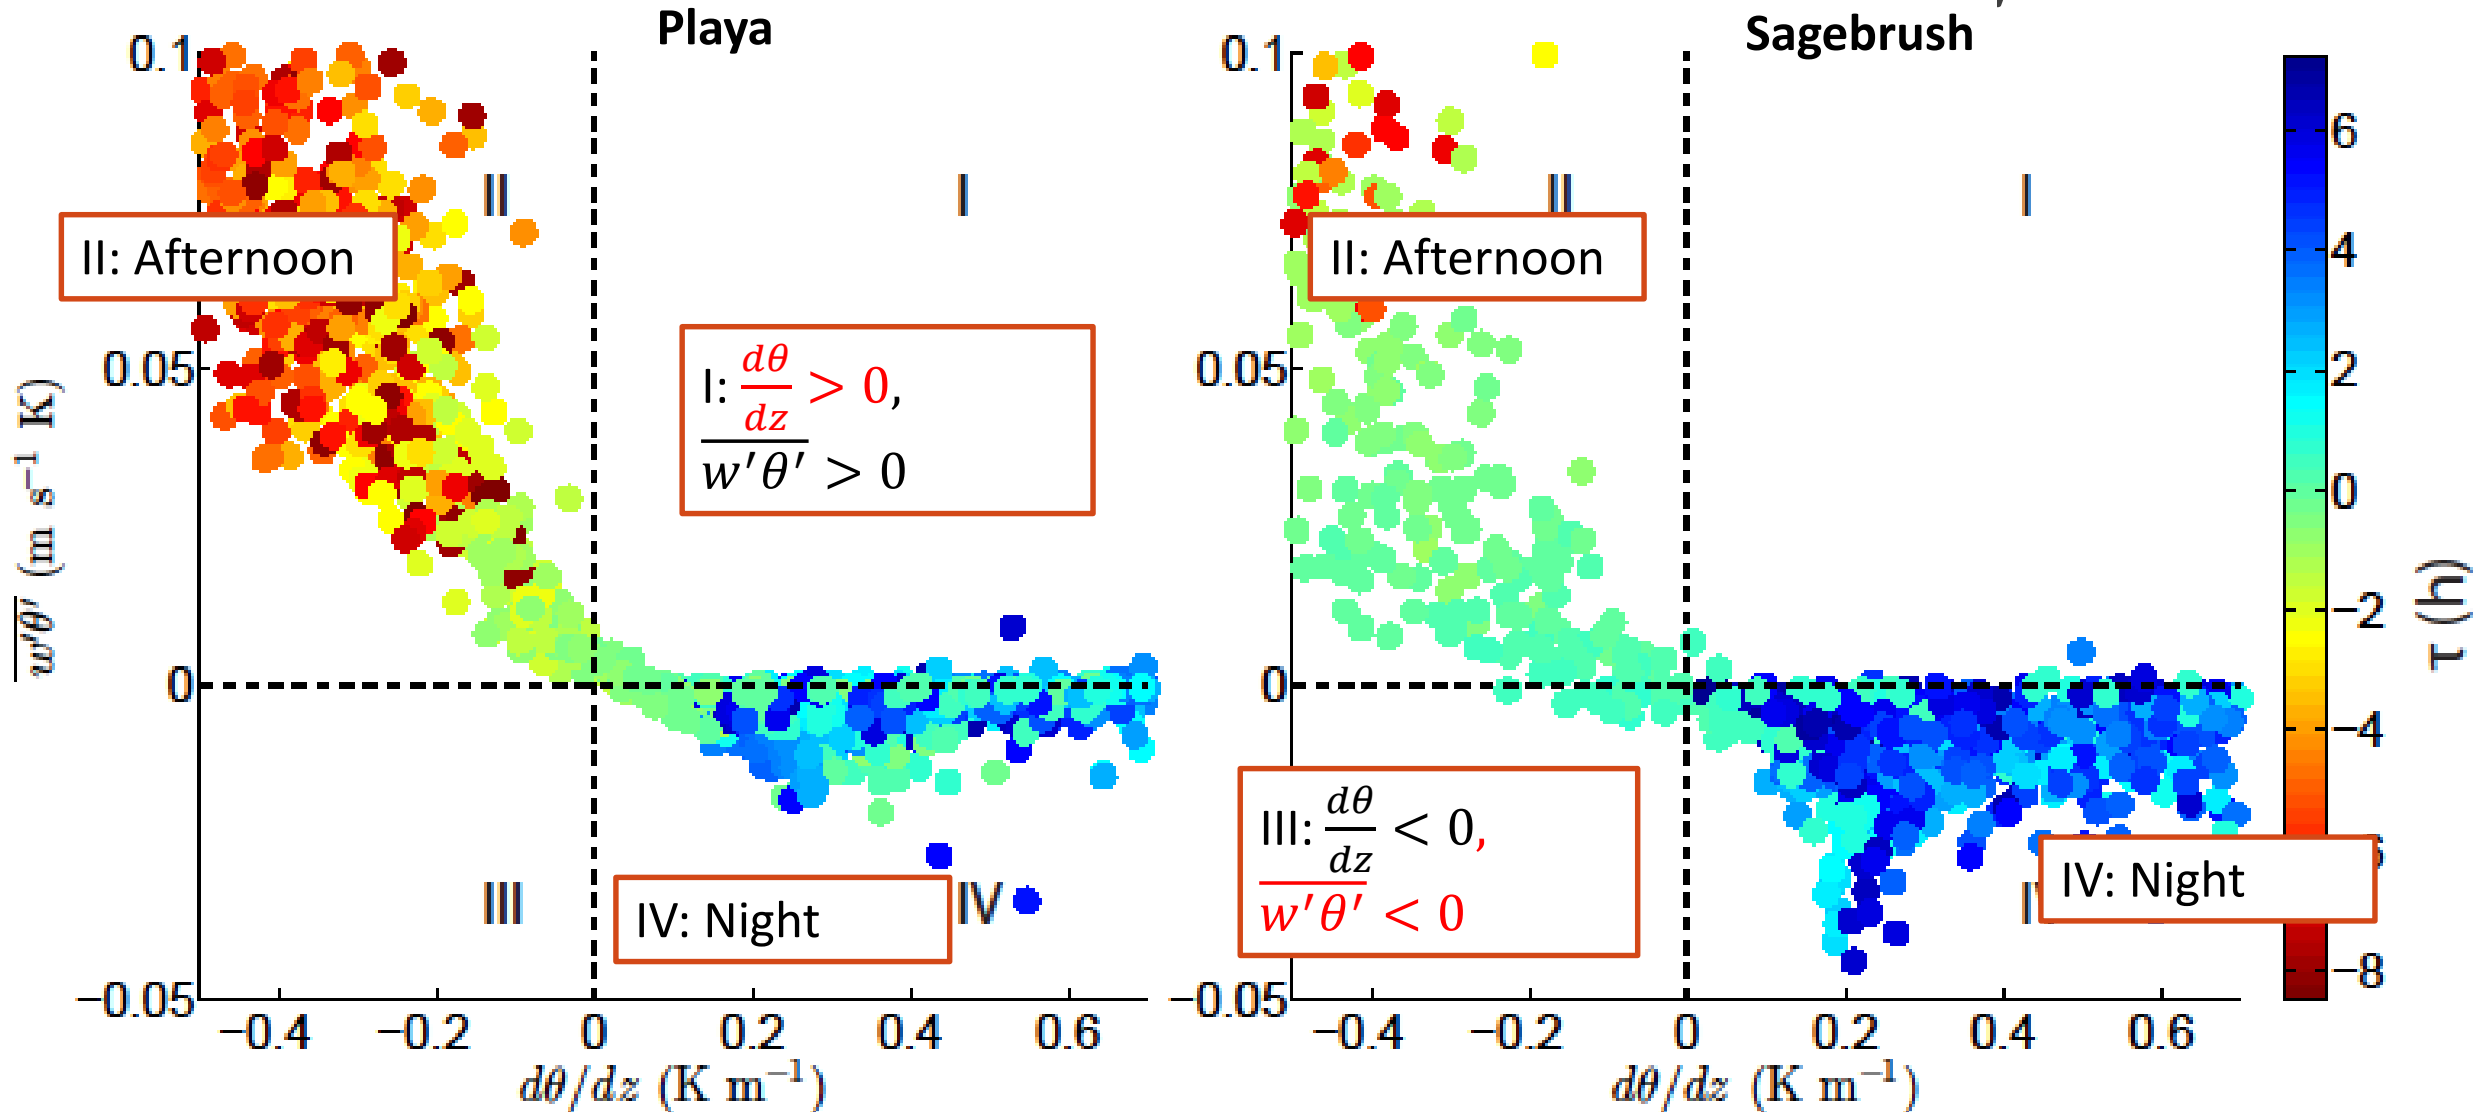 Playa
0.1
0.05
0
−0.05
−0.4 −0.2 0 0.2 0.4 0.6
dθ/dz (K m⁻¹)
w′θ′ (m s⁻¹ K)
II
I
III
IV
II: Afternoon
I: dθ/dz > 0,
w′θ′ > 0
IV: Night
Sagebrush
0.1
0.05
0
−0.05
−0.4 −0.2 0 0.2 0.4 0.6
dθ/dz (K m⁻¹)
II
I
II: Afternoon
III: dθ/dz < 0,
w′θ′ < 0
IV: Night
6
4
2
0
−2
−4
−8
τ (h)